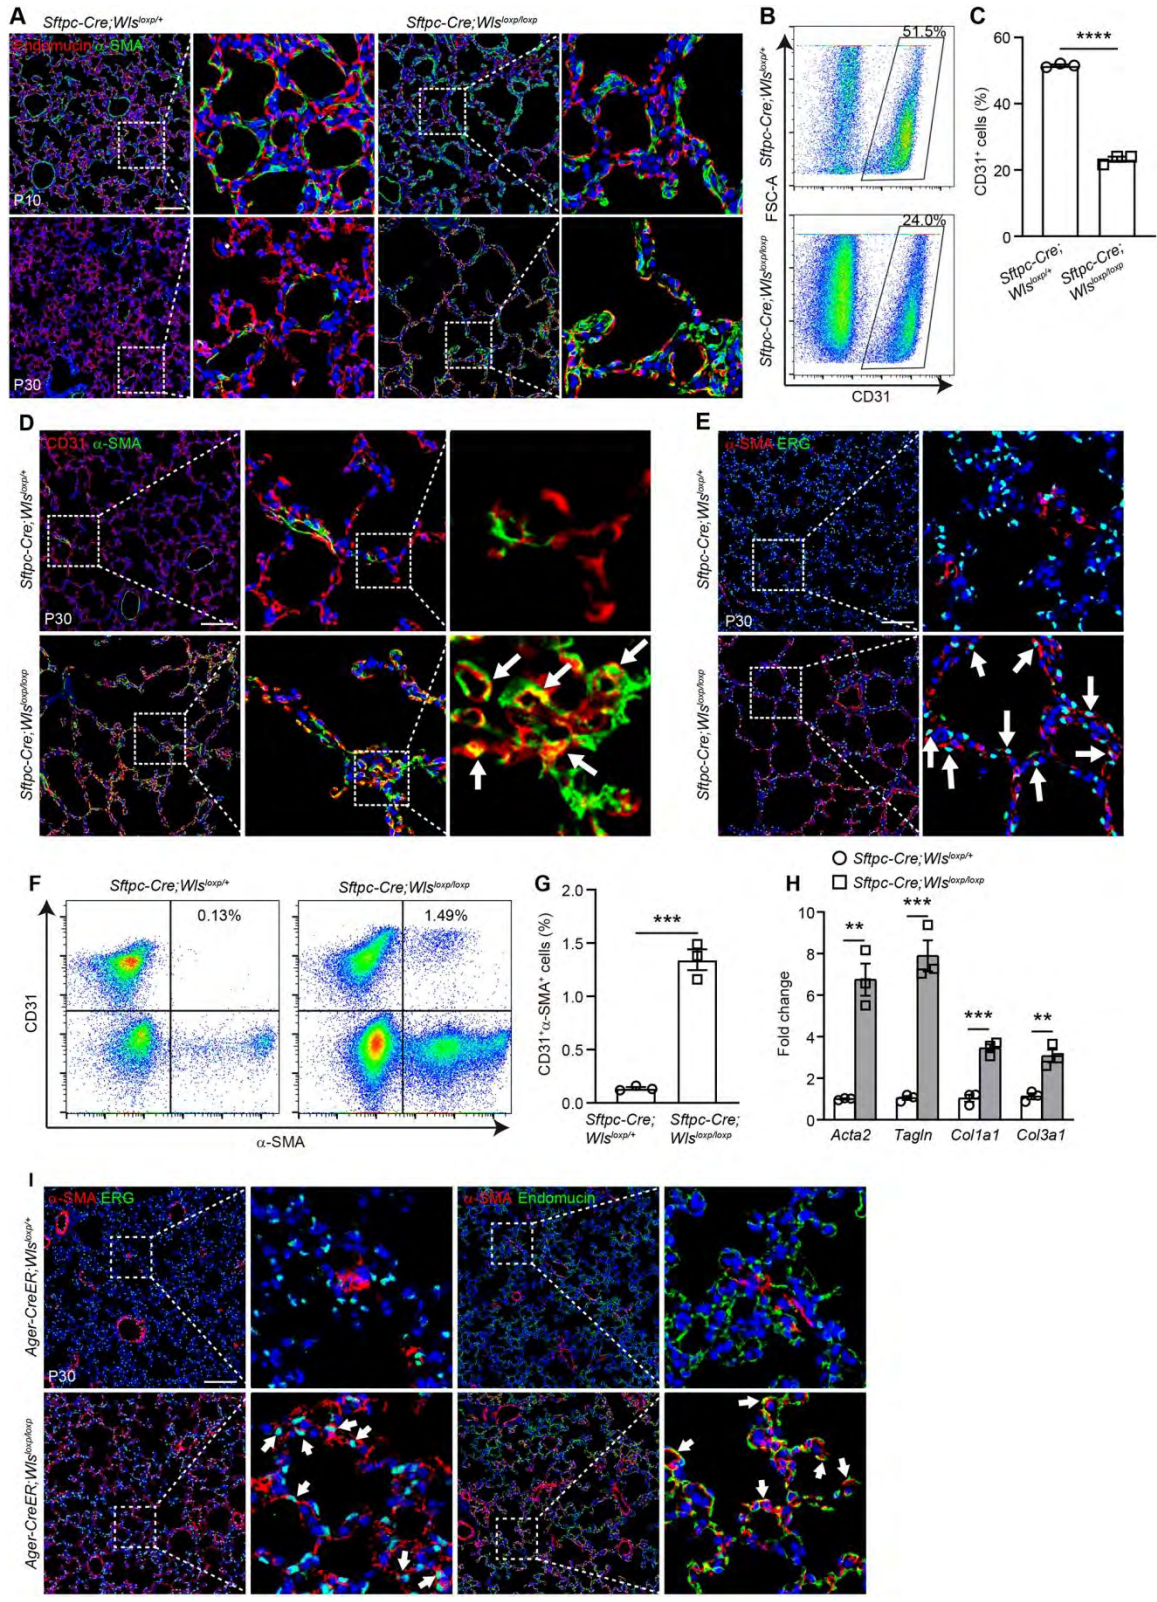 A
Sftpc-Cre;Wls^loxp/+
Sftpc-Cre;Wls^loxp/loxp
Endomucin α-SMA
P10
P30
B
Sftpc-Cre;Wls^loxp/+
Sftpc-Cre;Wls^loxp/loxp
FSC-A
51.5%
24.0%
CD31
C
****
CD31⁺ cells (%)
60
40
20
0
Sftpc-Cre;
Wls^loxp/+
Sftpc-Cre;
Wls^loxp/loxp
D
Sftpc-Cre;Wls^loxp/+
Sftpc-Cre;Wls^loxp/loxp
CD31 α-SMA
P30
E
Sftpc-Cre;Wls^loxp/+
Sftpc-Cre;Wls^loxp/loxp
α-SMA ERG
P30
F
Sftpc-Cre;Wls^loxp/+
Sftpc-Cre;Wls^loxp/loxp
0.13%
1.49%
CD31
α-SMA
G
***
CD31⁺α-SMA⁺ cells (%)
2.0
1.5
1.0
0.5
0.0
Sftpc-Cre;
Wls^loxp/+
Sftpc-Cre;
Wls^loxp/loxp
H
Sftpc-Cre;Wls^loxp/+
Sftpc-Cre;Wls^loxp/loxp
Fold change
10
8
6
4
2
0
**
***
***
**
Acta2
Tagln
Col1a1
Col3a1
I
Ager-CreER;Wls^loxp/+
Ager-CreER;Wls^loxp/loxp
α-SMA ERG
α-SMA Endomucin
P30